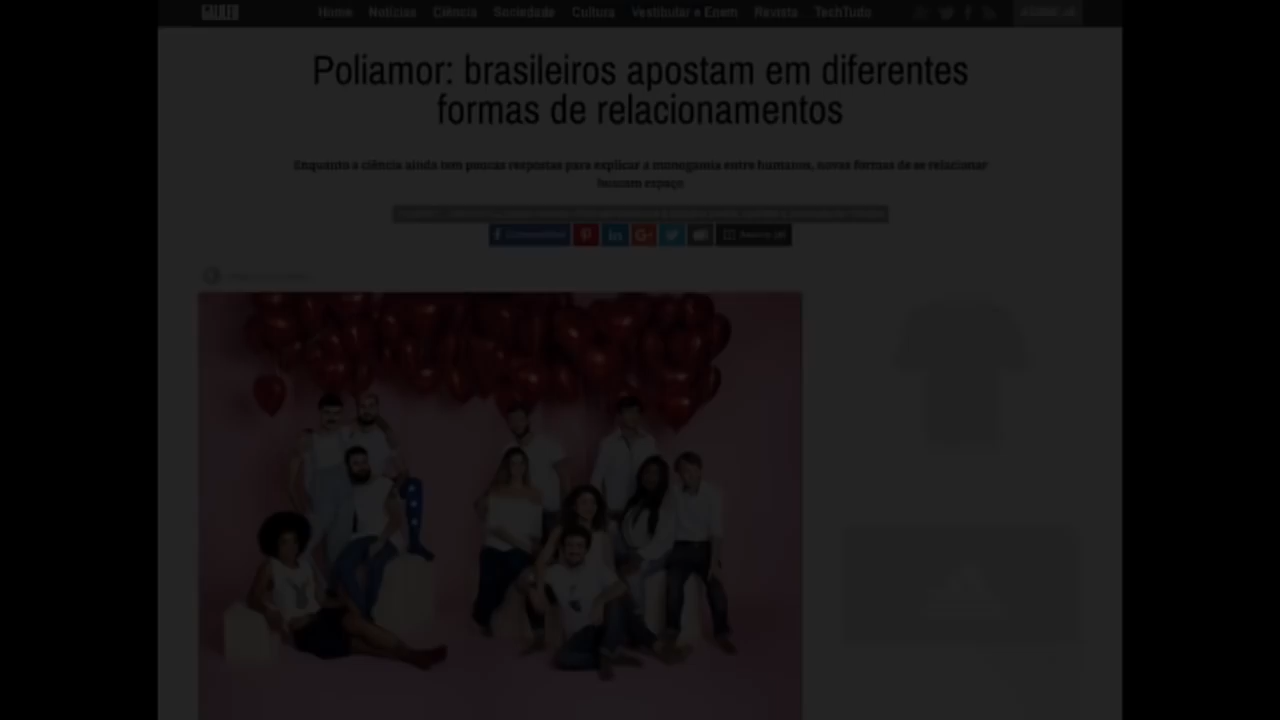 Home Notícias Ciência Sociedade Cultura Vestibular e Enem Revista TechTudo
Poliamor: brasileiros apostam em diferentes
formas de relacionamentos
Enquanto a ciência ainda tem poucas respostas para explicar a monogamia entre humanos, novas formas de se relacionar
buscam espaço